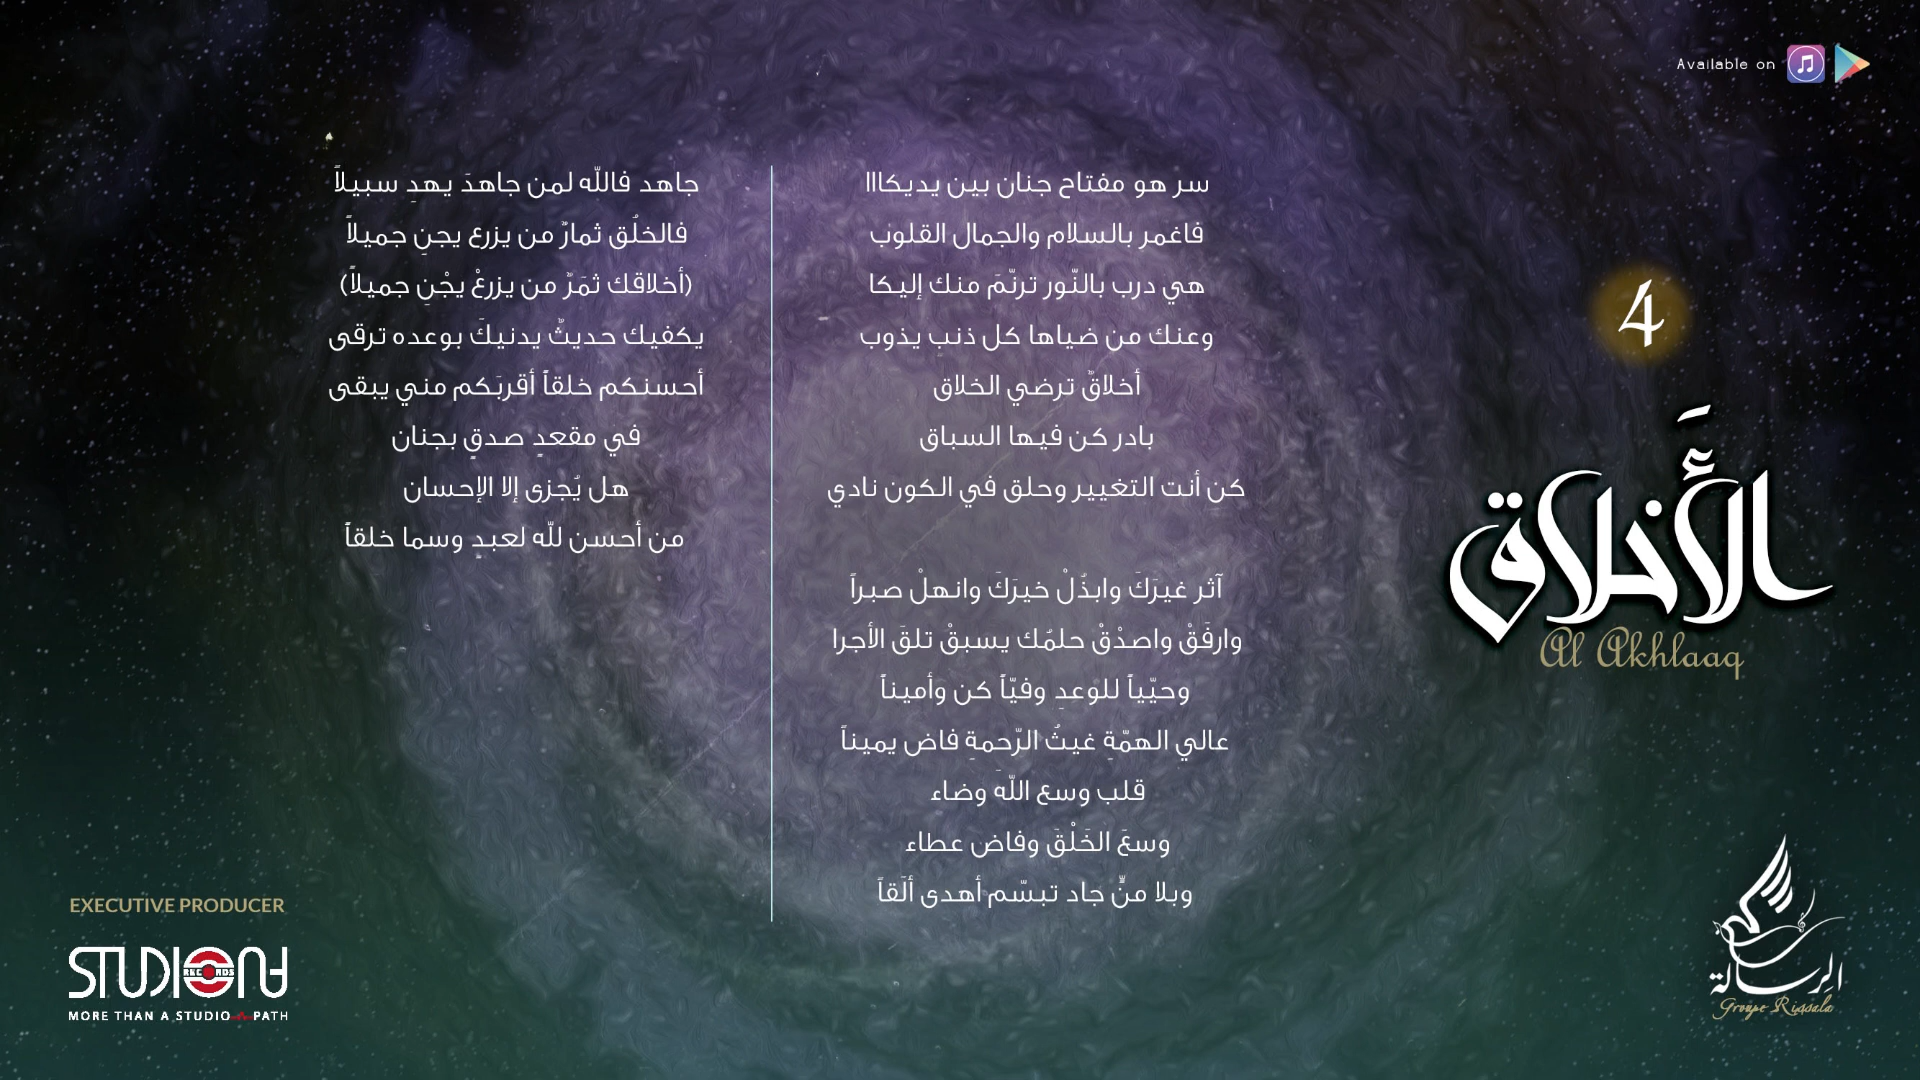 Available on
4
الأَخلاق
Al Akhlaaq
سر هو مفتاح جنان بين يديكااا
فاغمر بالسلام والجمال القلوب
هي درب بالنّور ترنّمَ منك إليكا
وعنك من ضياها كل ذنبٍ يذوب
أخلاقٌ ترضي الخلاق
بادر كن فيها السباق
كن أنت التغيير وحلق في الكون نادي
آثر غيرَكَ وابذُلْ خيرَكَ وانهلْ صبراً
وارفَقْ واصدْقْ حلمُك يسبقْ تلقَ الأجرا
وحيّياً للوعدِ وفيّاً كن وأميناً
عالي الهمّةِ غيثُ الرّحمةِ فاض يميناً
قلب وسع اللّهَ وضاء
وسعَ الخَلْقَ وفاض عطاء
وبلا منٍّ جاد تبسّم أهدى ألَقاً
جاهد فاللّه لمن جاهدَ يهدِ سبيلاً
فالخلُق ثمارٌ من يزرع يجنِ جميلاً
(أخلاقك ثمَرٌ من يزرعْ يجْنِ جميلاً)
يكفيك حديثٌ يدنيكَ بوعده ترقى
أحسنكم خلقاً أقربَكم مني يبقى
في مقعدِ صدقٍ بجنان
هل يُجزى إلا الإحسان
من أحسن للّه لعبدٍ وسما خلقاً
EXECUTIVE PRODUCER
STUDIO RECORDS
MORE THAN A STUDIO PATH
الرسالة
Groupe Rissala